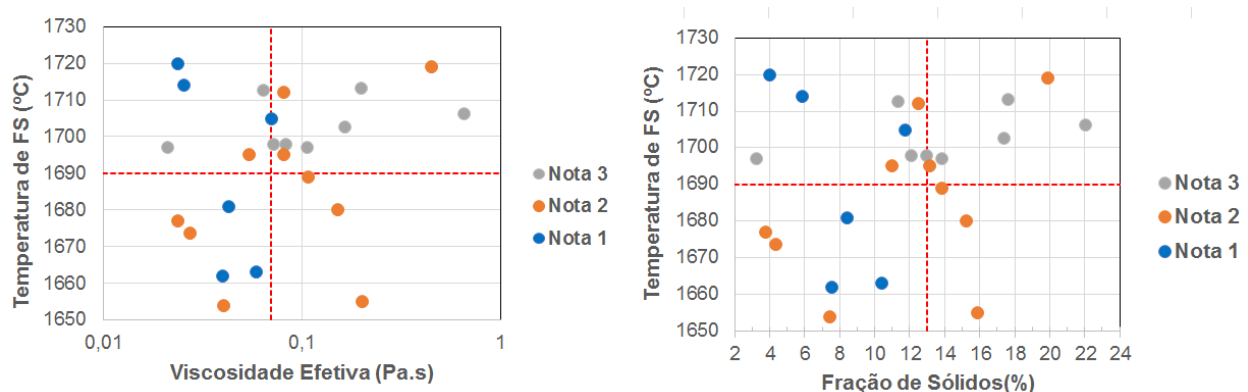 1730
1720
1710
1700
1690
1680
1670
1660
1650
Temperatura de FS (ºC)
0,01
0,1
1
Viscosidade Efetiva (Pa.s)
Nota 3
Nota 2
Nota 1
1730
1720
1710
1700
1690
1680
1670
1660
1650
Temperatura de FS (ºC)
2 4 6 8 10 12 14 16 18 20 22 24
Fração de Sólidos(%)
Nota 3
Nota 2
Nota 1